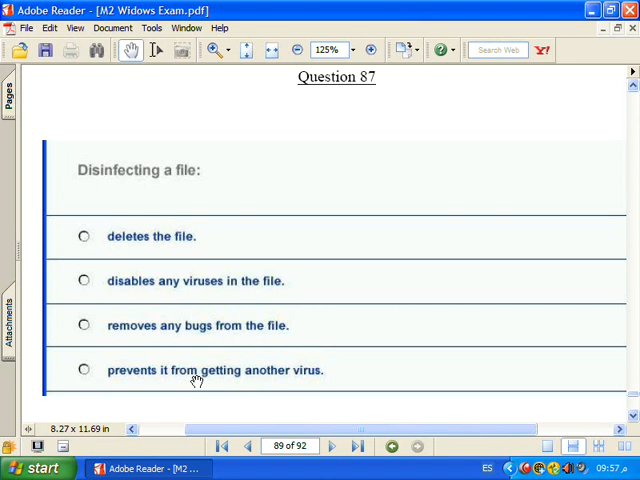 Adobe Reader - [M2 Widows Exam.pdf]
File Edit View Document Tools Window Help
125% Search Web Y!
Pages
Question 87
Disinfecting a file:
deletes the file.
disables any viruses in the file.
removes any bugs from the file.
prevents it from getting another virus.
Attachments
8.27 x 11.69 in
89 of 92
start Adobe Reader - [M2 ... ES 09:57 م